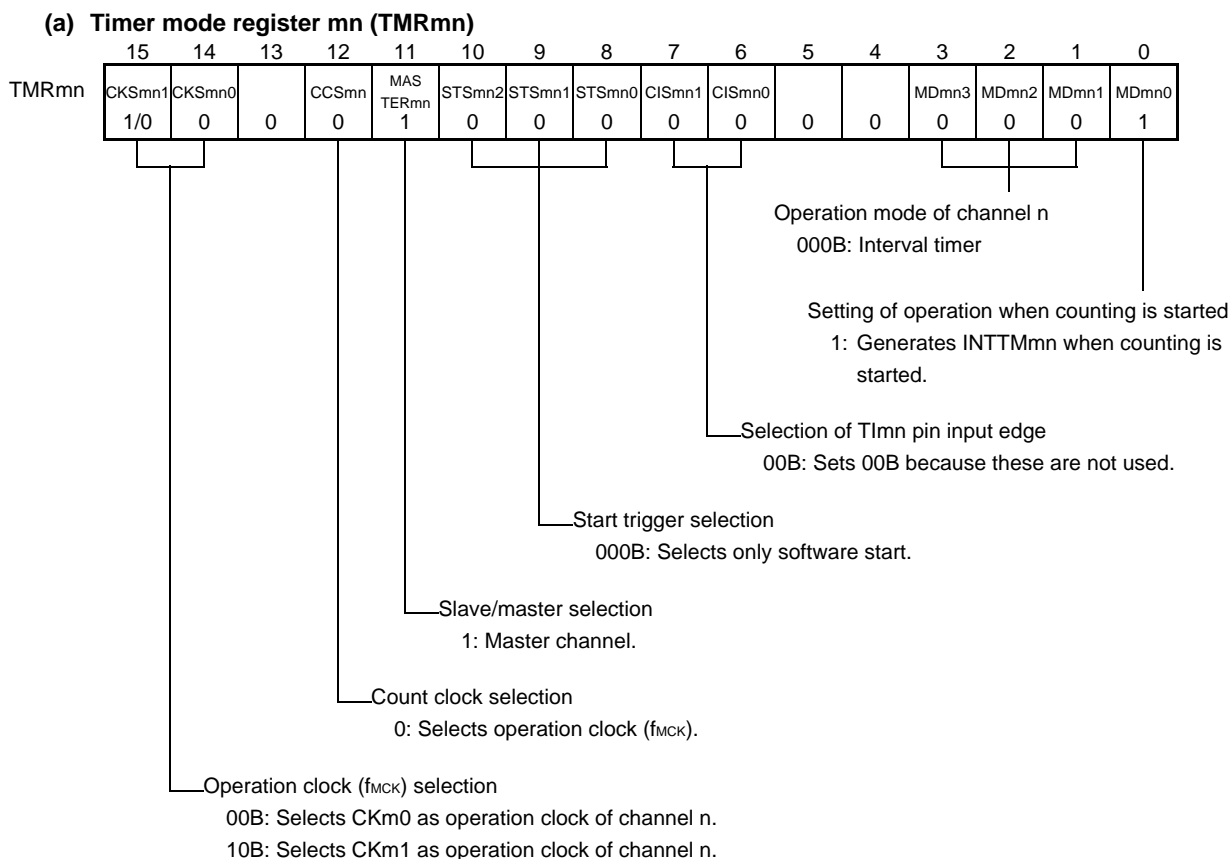 (a) Timer mode register mn (TMRmn)
15 14 13 12 11 10 9 8 7 6 5 4 3 2 1 0
TMRmn CKSmn1 CKSmn0 CCSmn MAS TERmn STSmn2 STSmn1 STSmn0 CISmn1 CISmn0 MDmn3 MDmn2 MDmn1 MDmn0
1/0 0 0 0 1 0 0 0 0 0 0 0 0 0 0 1
Operation mode of channel n
000B: Interval timer
Setting of operation when counting is started
1: Generates INTTMmn when counting is
started.
Selection of TImn pin input edge
00B: Sets 00B because these are not used.
Start trigger selection
000B: Selects only software start.
Slave/master selection
1: Master channel.
Count clock selection
0: Selects operation clock (fMCK).
Operation clock (fMCK) selection
00B: Selects CKm0 as operation clock of channel n.
10B: Selects CKm1 as operation clock of channel n.